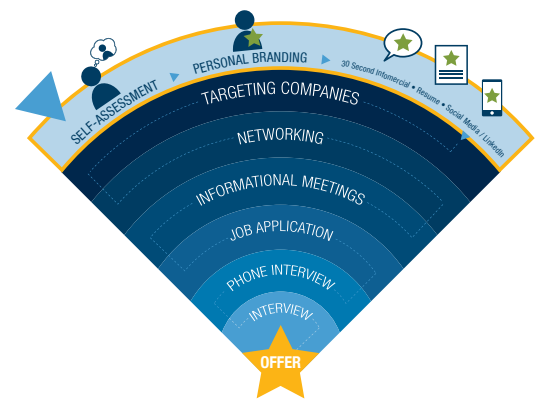 SELF-ASSESSMENT
PERSONAL BRANDING
30 Second Infomercial • Resume • Social Media / LinkedIn
TARGETING COMPANIES
NETWORKING
INFORMATIONAL MEETINGS
JOB APPLICATION
PHONE INTERVIEW
INTERVIEW
OFFER